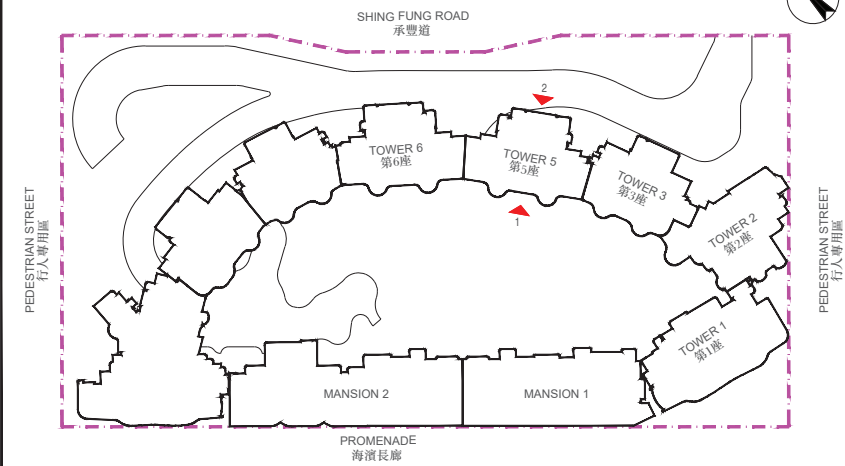 SHING FUNG ROAD
承豐道
2
TOWER 6
第6座
TOWER 5
第5座
TOWER 3
第3座
TOWER 2
第2座
PEDESTRIAN STREET
行人專用區
PEDESTRIAN STREET
行人專用區
1
TOWER 1
第1座
MANSION 2
MANSION 1
PROMENADE
海濱長廊